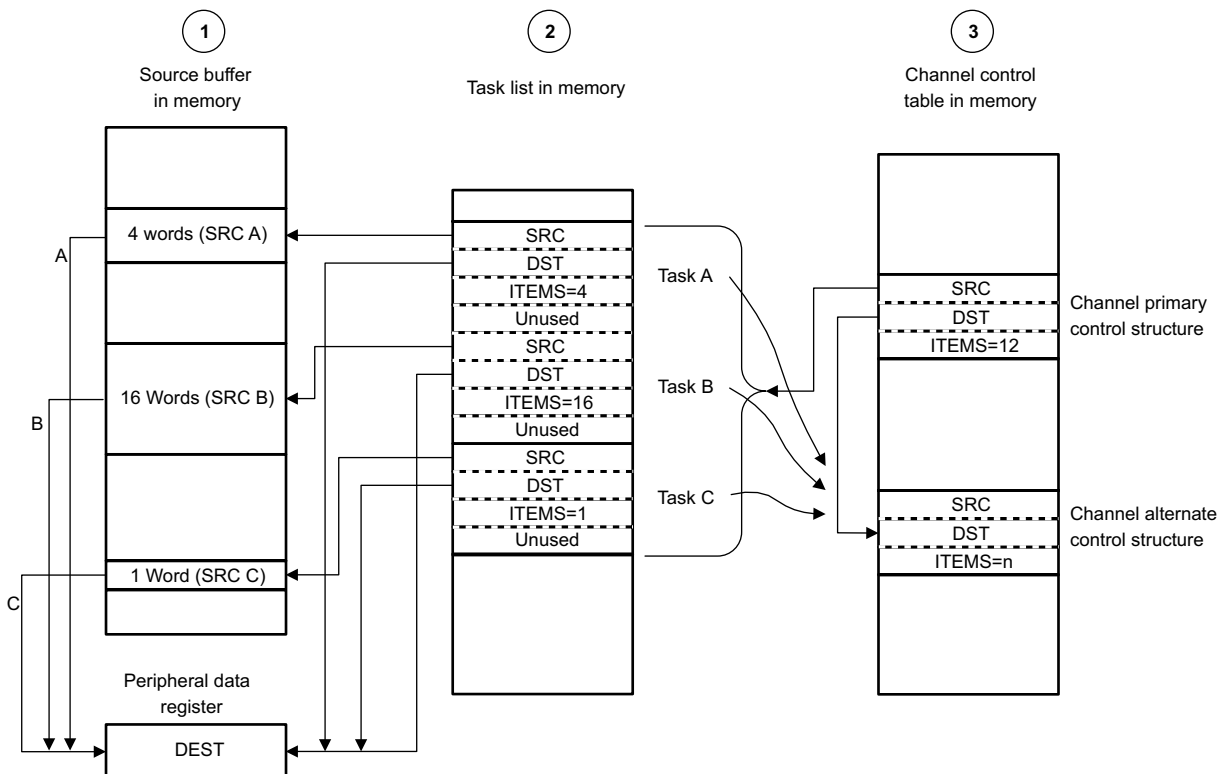 1
Source buffer
in memory
4 words (SRC A)
16 Words (SRC B)
1 Word (SRC C)
A
B
C
Peripheral data
register
DEST
2
Task list in memory
SRC
DST
ITEMS=4
Unused
SRC
DST
ITEMS=16
Unused
SRC
DST
ITEMS=1
Unused
Task A
Task B
Task C
3
Channel control
table in memory
SRC
DST
ITEMS=12
Channel primary
control structure
SRC
DST
ITEMS=n
Channel alternate
control structure